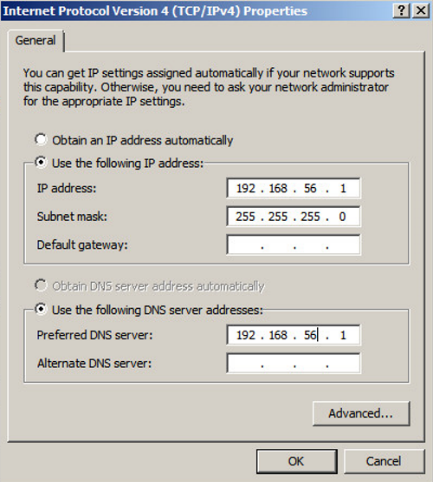 Internet Protocol Version 4 (TCP/IPv4) Properties
General
You can get IP settings assigned automatically if your network supports
this capability. Otherwise, you need to ask your network administrator
for the appropriate IP settings.
Obtain an IP address automatically
Use the following IP address:
IP address: 192 . 168 . 56 . 1
Subnet mask: 255 . 255 . 255 . 0
Default gateway: . . .
Obtain DNS server address automatically
Use the following DNS server addresses:
Preferred DNS server: 192 . 168 . 56 . 1
Alternate DNS server: . . .
Advanced...
OK Cancel